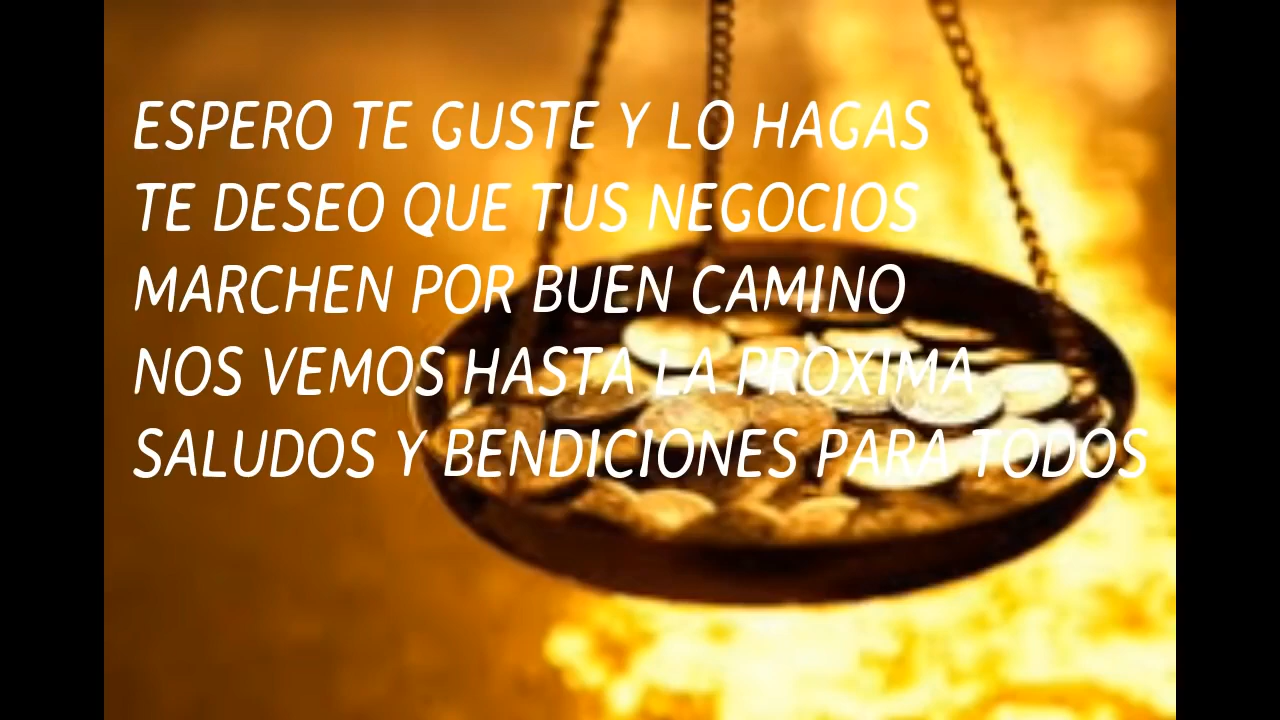 ESPERO TE GUSTE Y LO HAGAS
TE DESEO QUE TUS NEGOCIOS
MARCHEN POR BUEN CAMINO
NOS VEMOS HASTA LA PROXIMA
SALUDOS Y BENDICIONES PARA TODOS